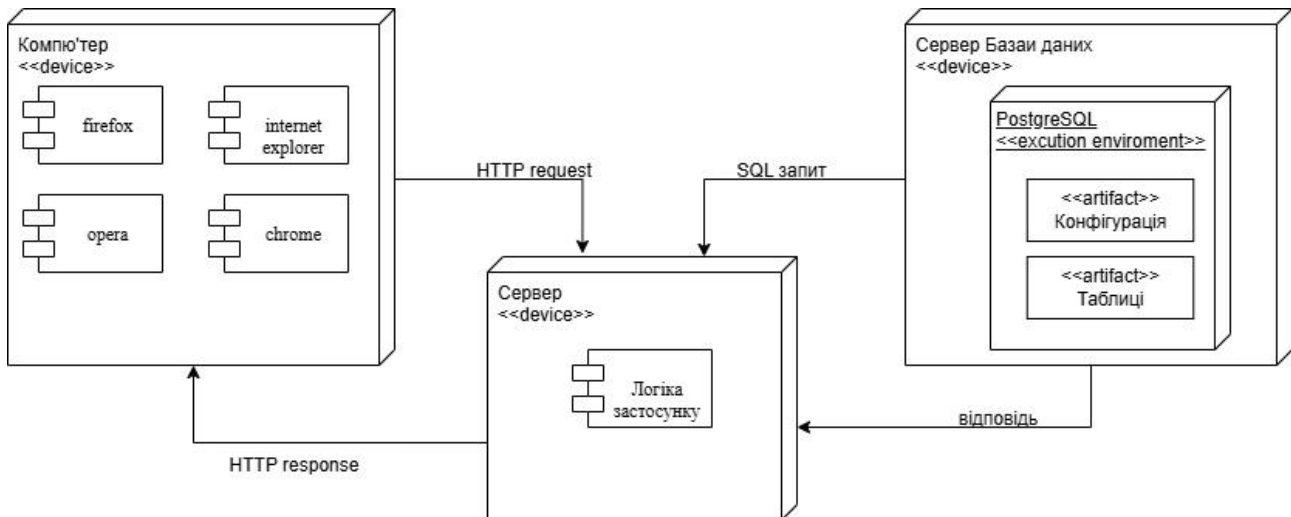 Компю'тер
<<device>>
firefox
internet
explorer
opera
chrome
HTTP request
SQL запит
Сервер Базаи даних
<<device>>
PostgreSQL
<<excution enviroment>>
<<artifact>>
Конфігурація
<<artifact>>
Таблиці
Сервер
<<device>>
Логіка
застосунку
HTTP response
відповідь